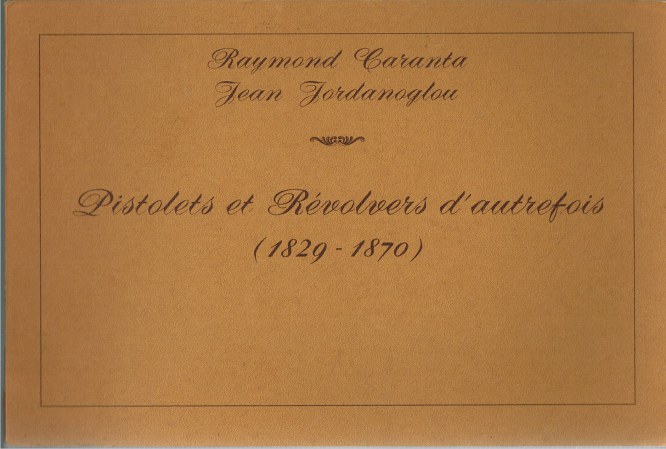 Raymond Caranta
Jean Jordanoglou
Pistolets et Révolvers d'autrefois
(1829 - 1870)